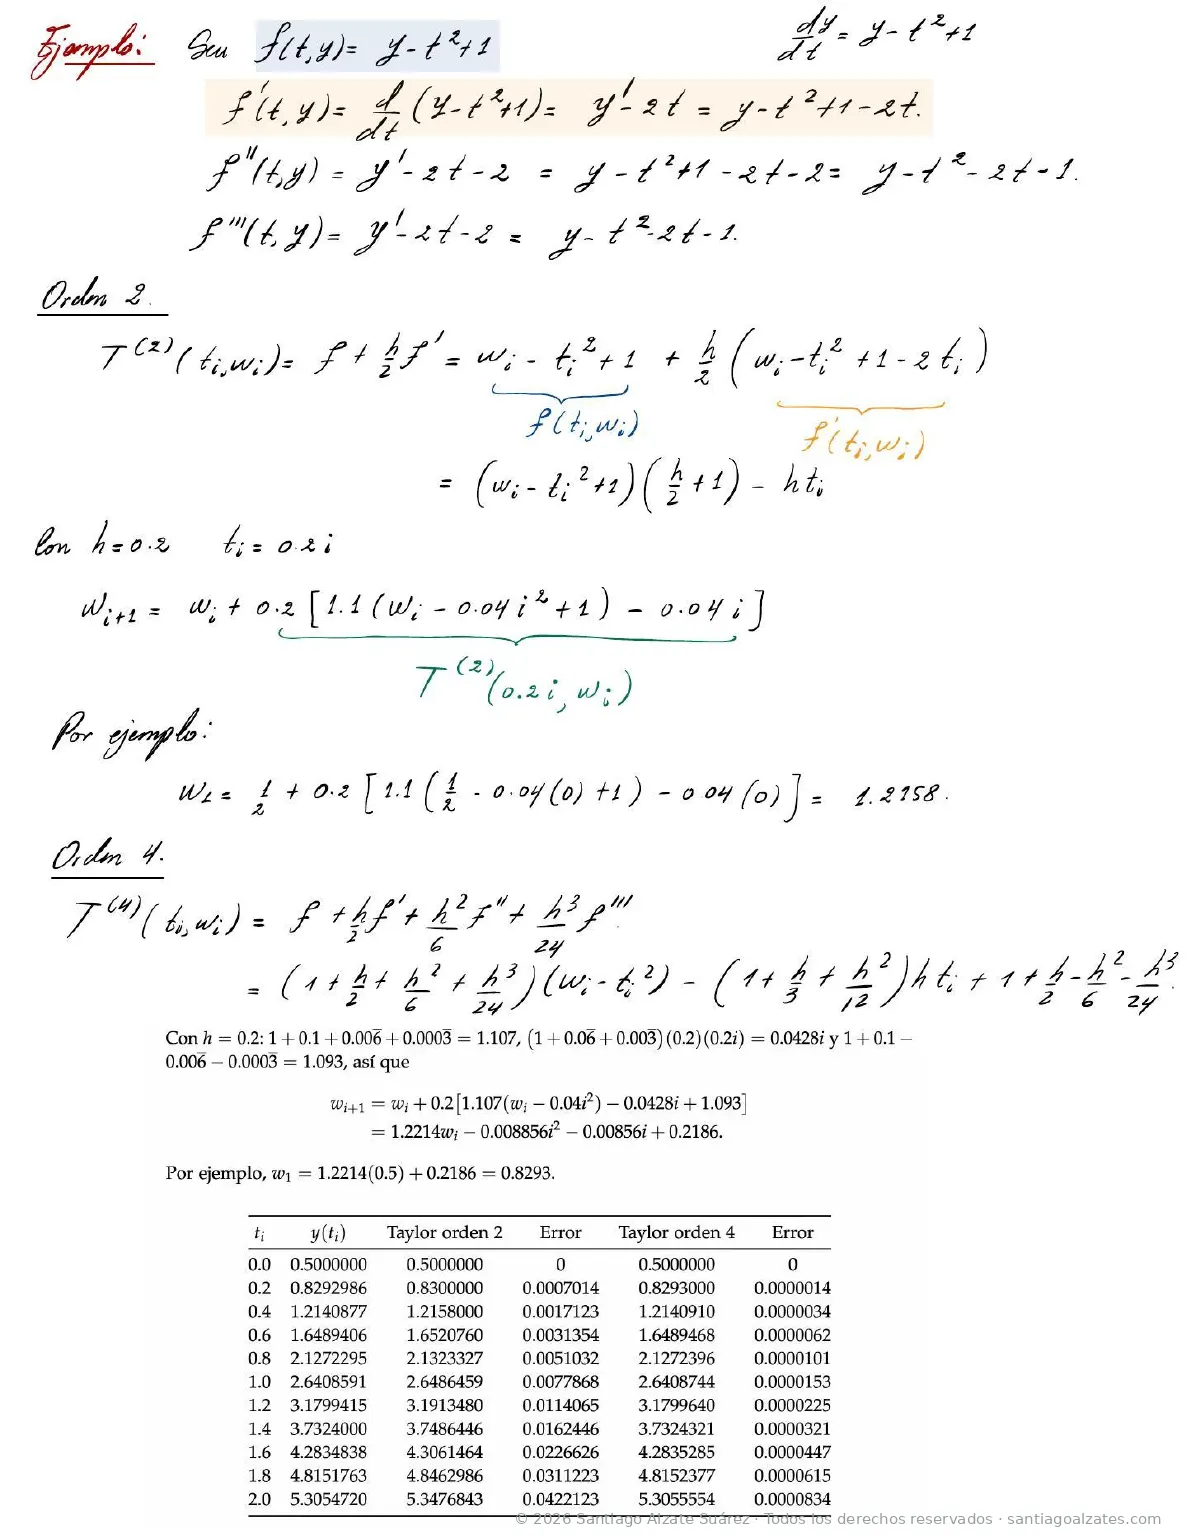 Ejemplo: Sea f(t,y) = y - t²+1    dy/dt = y - t²+1
f'(t,y) = d/dt (y-t²+1) = y' - 2t = y - t²+1 - 2t.
f''(t,y) = y' - 2t - 2 = y - t²+1 - 2t - 2 = y - t² - 2t - 1.
f'''(t,y) = y' - 2t - 2 = y - t² - 2t - 1.
Orden 2.
T^(2)(ti,wi) = f + h/2 f' = wi - ti² + 1 + h/2 (wi - ti² + 1 - 2ti)
f(ti,wi)    f'(ti,wi)
= (wi - ti² + 1)(h/2 + 1) - hti
Con h=0.2    ti = 0.2i
wi+1 = wi + 0.2 [1.1(wi - 0.04i² + 1) - 0.04i]
T^(2)(0.2i, wi)
Por ejemplo:
w1 = 1/2 + 0.2 [1.1(1/2 - 0.04(0) + 1) - 0.04(0)] = 1.2158.
Orden 4.
T^(4)(ti,wi) = f + h/2 f' + h²/6 f'' + h³/24 f'''.
= (1 + h/2 + h²/6 + h³/24)(wi - ti²) - (1 + h/3 + h²/12)hti + 1 + h/2 - h²/6 - h³/24.
Con h = 0.2: 1 + 0.1 + 0.006̅ + 0.0003̅ = 1.107, (1 + 0.06̅ + 0.003̅)(0.2)(0.2i) = 0.0428i y 1 + 0.1 −
0.006̅ − 0.0003̅ = 1.093, así que
wi+1 = wi + 0.2[1.107(wi − 0.04i²) − 0.0428i + 1.093]
= 1.2214wi − 0.008856i² − 0.00856i + 0.2186.
Por ejemplo, w1 = 1.2214(0.5) + 0.2186 = 0.8293.
ti y(ti) Taylor orden 2 Error Taylor orden 4 Error
0.0 0.5000000 0.5000000 0 0.5000000 0
0.2 0.8292986 0.8300000 0.0007014 0.8293000 0.0000014
0.4 1.2140877 1.2158000 0.0017123 1.2140910 0.0000034
0.6 1.6489406 1.6520760 0.0031354 1.6489468 0.0000062
0.8 2.1272295 2.1323327 0.0051032 2.1272396 0.0000101
1.0 2.6408591 2.6486459 0.0077868 2.6408744 0.0000153
1.2 3.1799415 3.1913480 0.0114065 3.1799640 0.0000225
1.4 3.7324000 3.7486446 0.0162446 3.7324321 0.0000321
1.6 4.2834838 4.3061464 0.0226626 4.2835285 0.0000447
1.8 4.8151763 4.8462986 0.0311223 4.8152377 0.0000615
2.0 5.3054720 5.3476843 0.0422123 5.3055554 0.0000834
© 2026 Santiago Alzate Suárez · Todos los derechos reservados · santiagoalzates.com